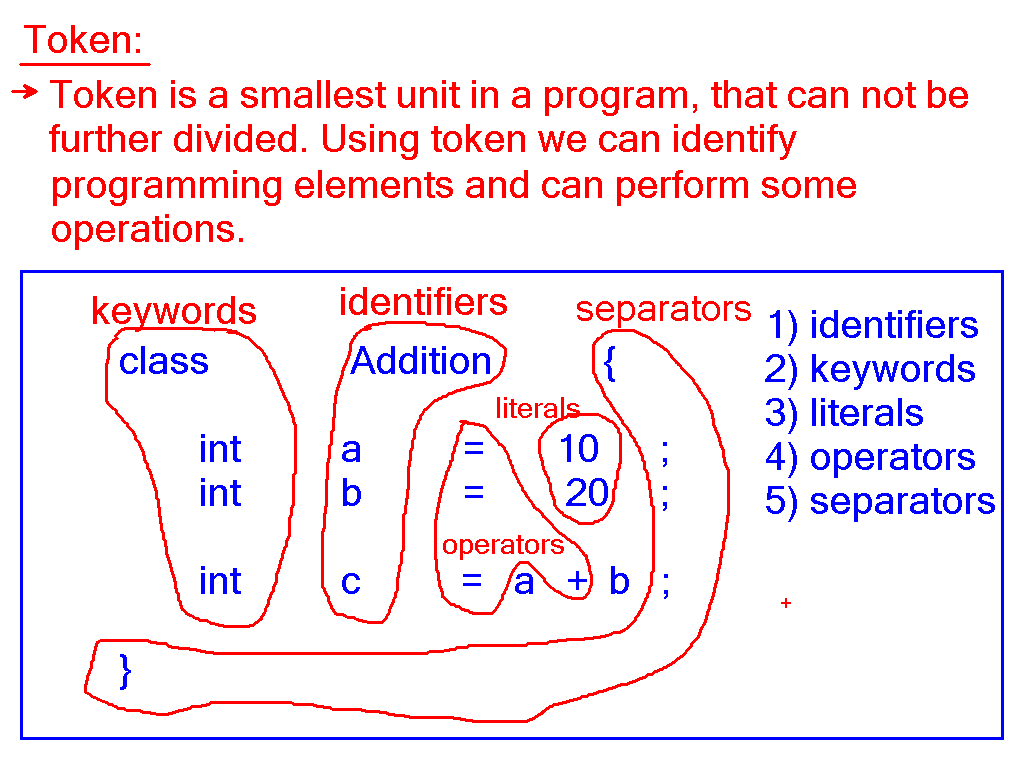 Token:
→ Token is a smallest unit in a program, that can not be
further divided. Using token we can identify
programming elements and can perform some
operations.
keywords identifiers separators
class Addition {
literals
int a = 10 ;
int b = 20 ;
operators
int c = a + b ;
}
1) identifiers
2) keywords
3) literals
4) operators
5) separators
+